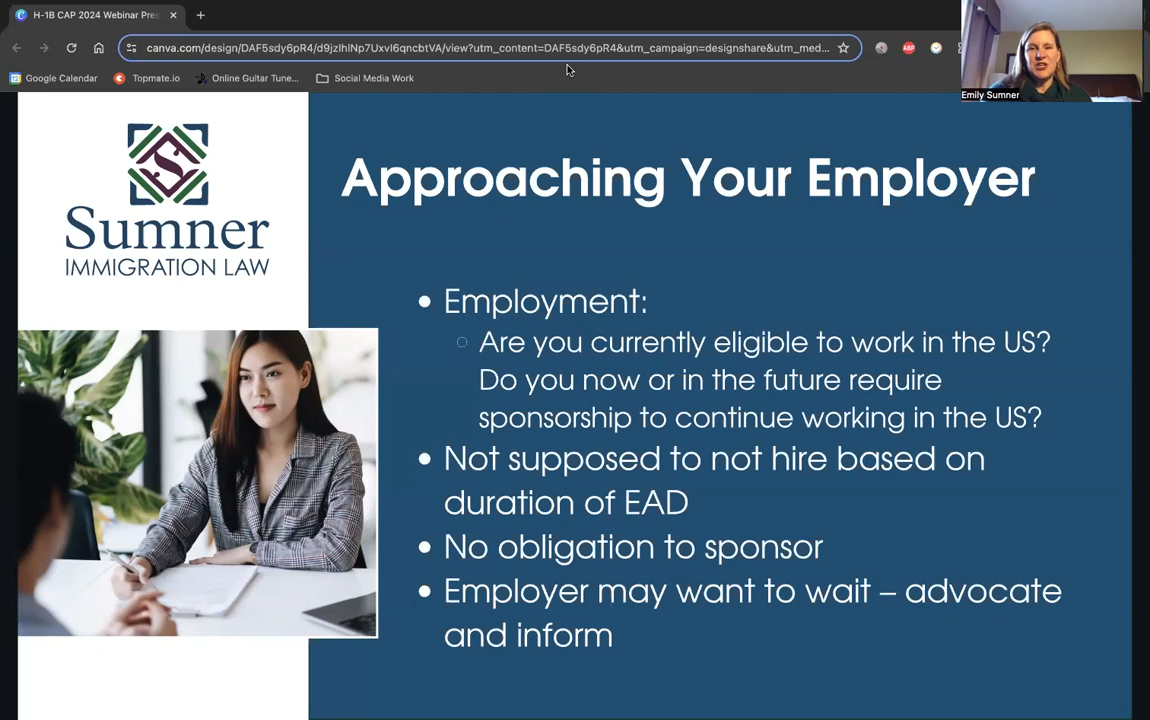 H-1B CAP 2024 Webinar Pres
canva.com/design/DAF5sdy6pR4/d9jzIhlNp7UxvI6qncbtVA/view?utm_content=DAF5sdy6pR4&utm_campaign=designshare&utm_med...
ABP
Google Calendar
Topmate.io
Online Guitar Tune...
Social Media Work
Emily Sumner
S
Sumner
IMMIGRATION LAW
Approaching Your Employer
• Employment:
○ Are you currently eligible to work in the US?
Do you now or in the future require
sponsorship to continue working in the US?
• Not supposed to not hire based on
duration of EAD
• No obligation to sponsor
• Employer may want to wait – advocate
and inform